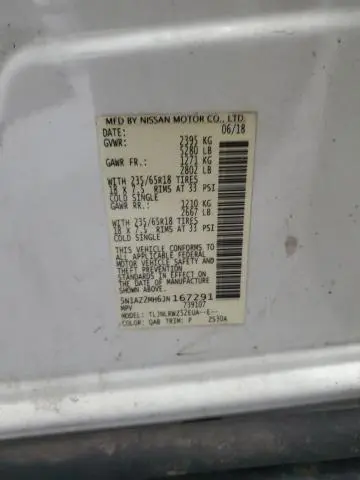 MFD BY NISSAN MOTOR CO., LTD.
DATE: 06/18
GVWR: 2395 KG
5280 LB
GAWR FR: 1271 KG
2802 LB
WITH 235/65R18 TIRES
18 X 7.5 RIMS AT 33 PSI
COLD SINGLE
GAWR RR: 1210 KG
2667 LB
WITH 235/65R18 TIRES
18 X 7.5 RIMS AT 33 PSI
COLD SINGLE
THIS VEHICLE CONFORMS
TO ALL APPLICABLE
FEDERAL MOTOR VEHICLE
SAFETY STANDARDS
IN EFFECT ON THE
DATE OF MANUFACTURE
SHOWN ABOVE.
5N1AZ2MH6JN167291
MPV 739107
MODEL: TLJNLRWZ52EUA--E--
COLOR: QAB TRIM: P 2530A